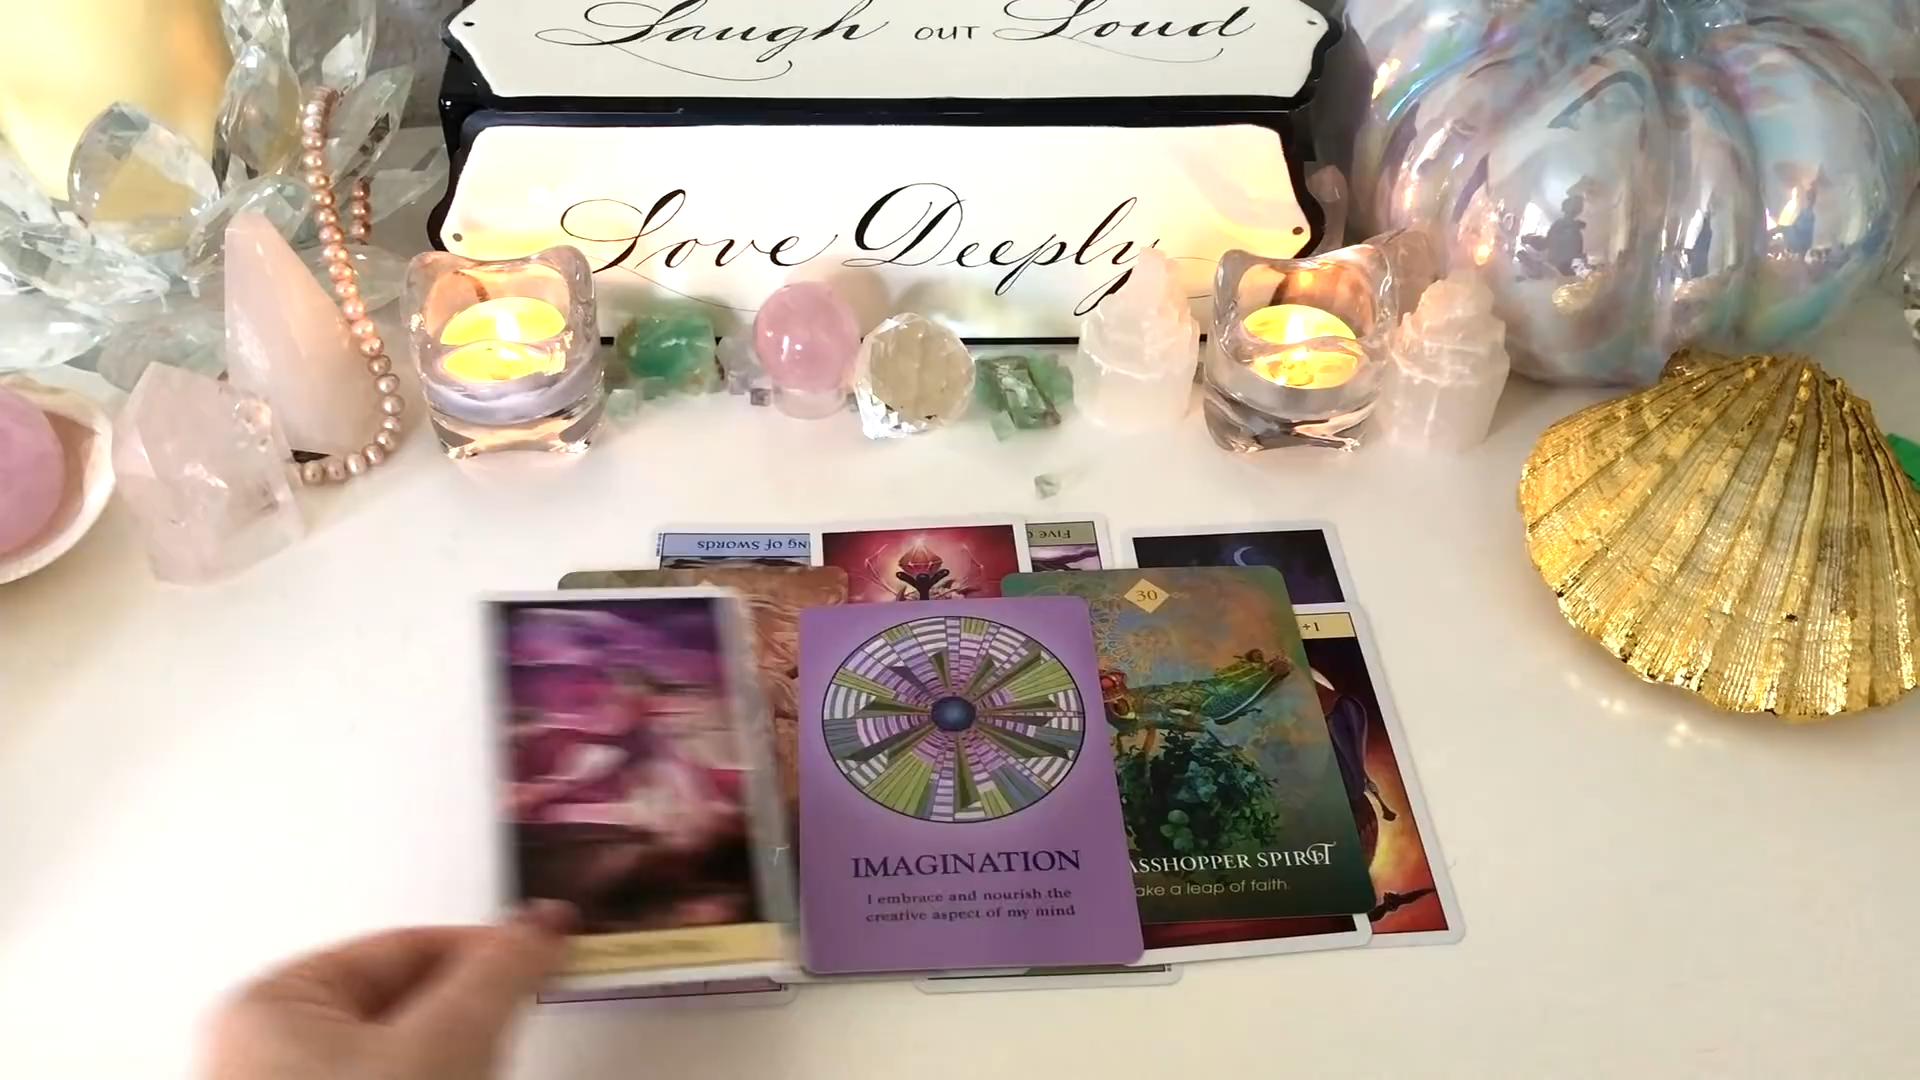 Laugh OUT Loud
Love Deeply
NG OF SWORDS
FIVE
30
+1
IMAGINATION
I embrace and nourish the
creative aspect of my mind
ASSHOPPER SPIRIT
ake a leap of faith.